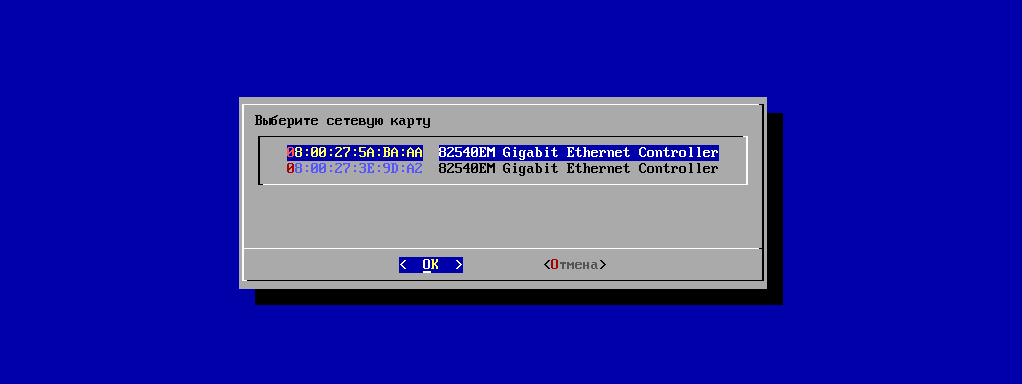 Выберите сетевую карту
08:00:27:5A:BA:AA 82540EM Gigabit Ethernet Controller
08:00:27:3E:9D:A2 82540EM Gigabit Ethernet Controller
< OK > <Отмена>